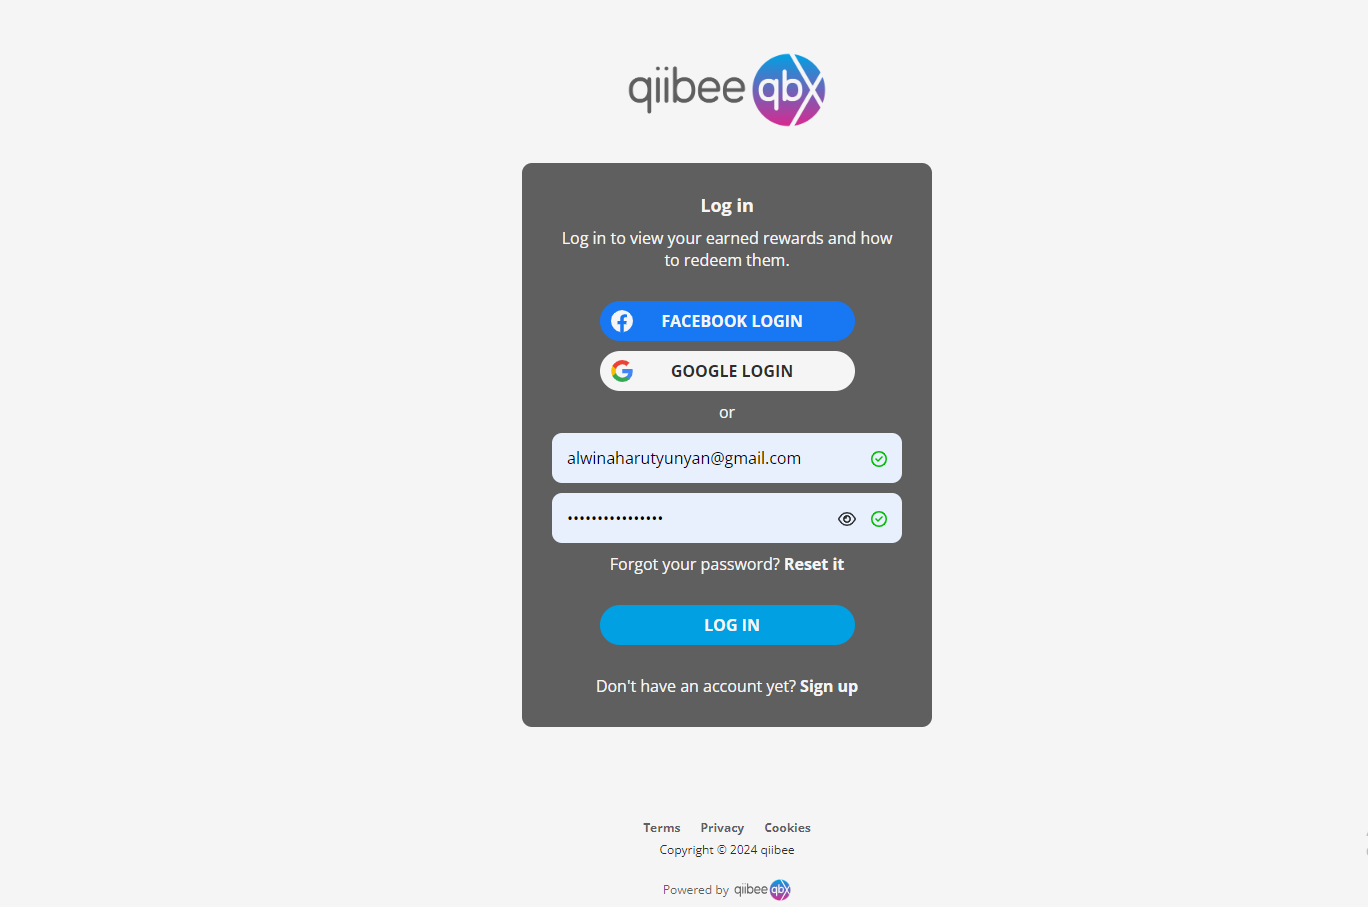 qiibee qbx
Log in
Log in to view your earned rewards and how
to redeem them.
FACEBOOK LOGIN
GOOGLE LOGIN
or
alwinaharutyunyan@gmail.com
••••••••••••••••
Forgot your password? Reset it
LOG IN
Don't have an account yet? Sign up
Terms Privacy Cookies
Copyright © 2024 qiibee
Powered by qiibee qbx